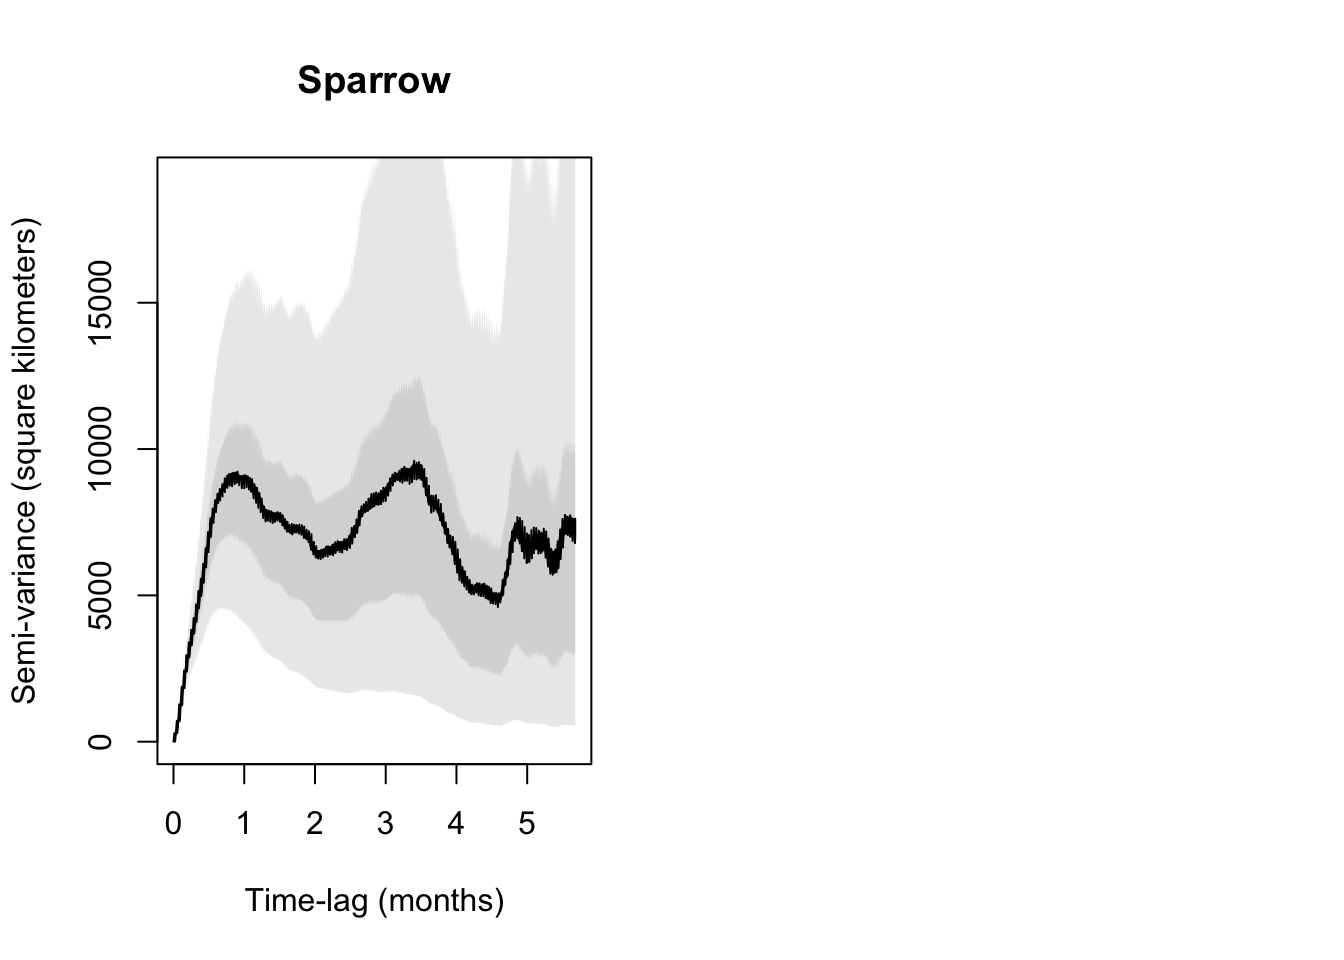 Sparrow
Semi-variance (square kilometers)
15000
10000
5000
0
0 1 2 3 4 5
Time-lag (months)